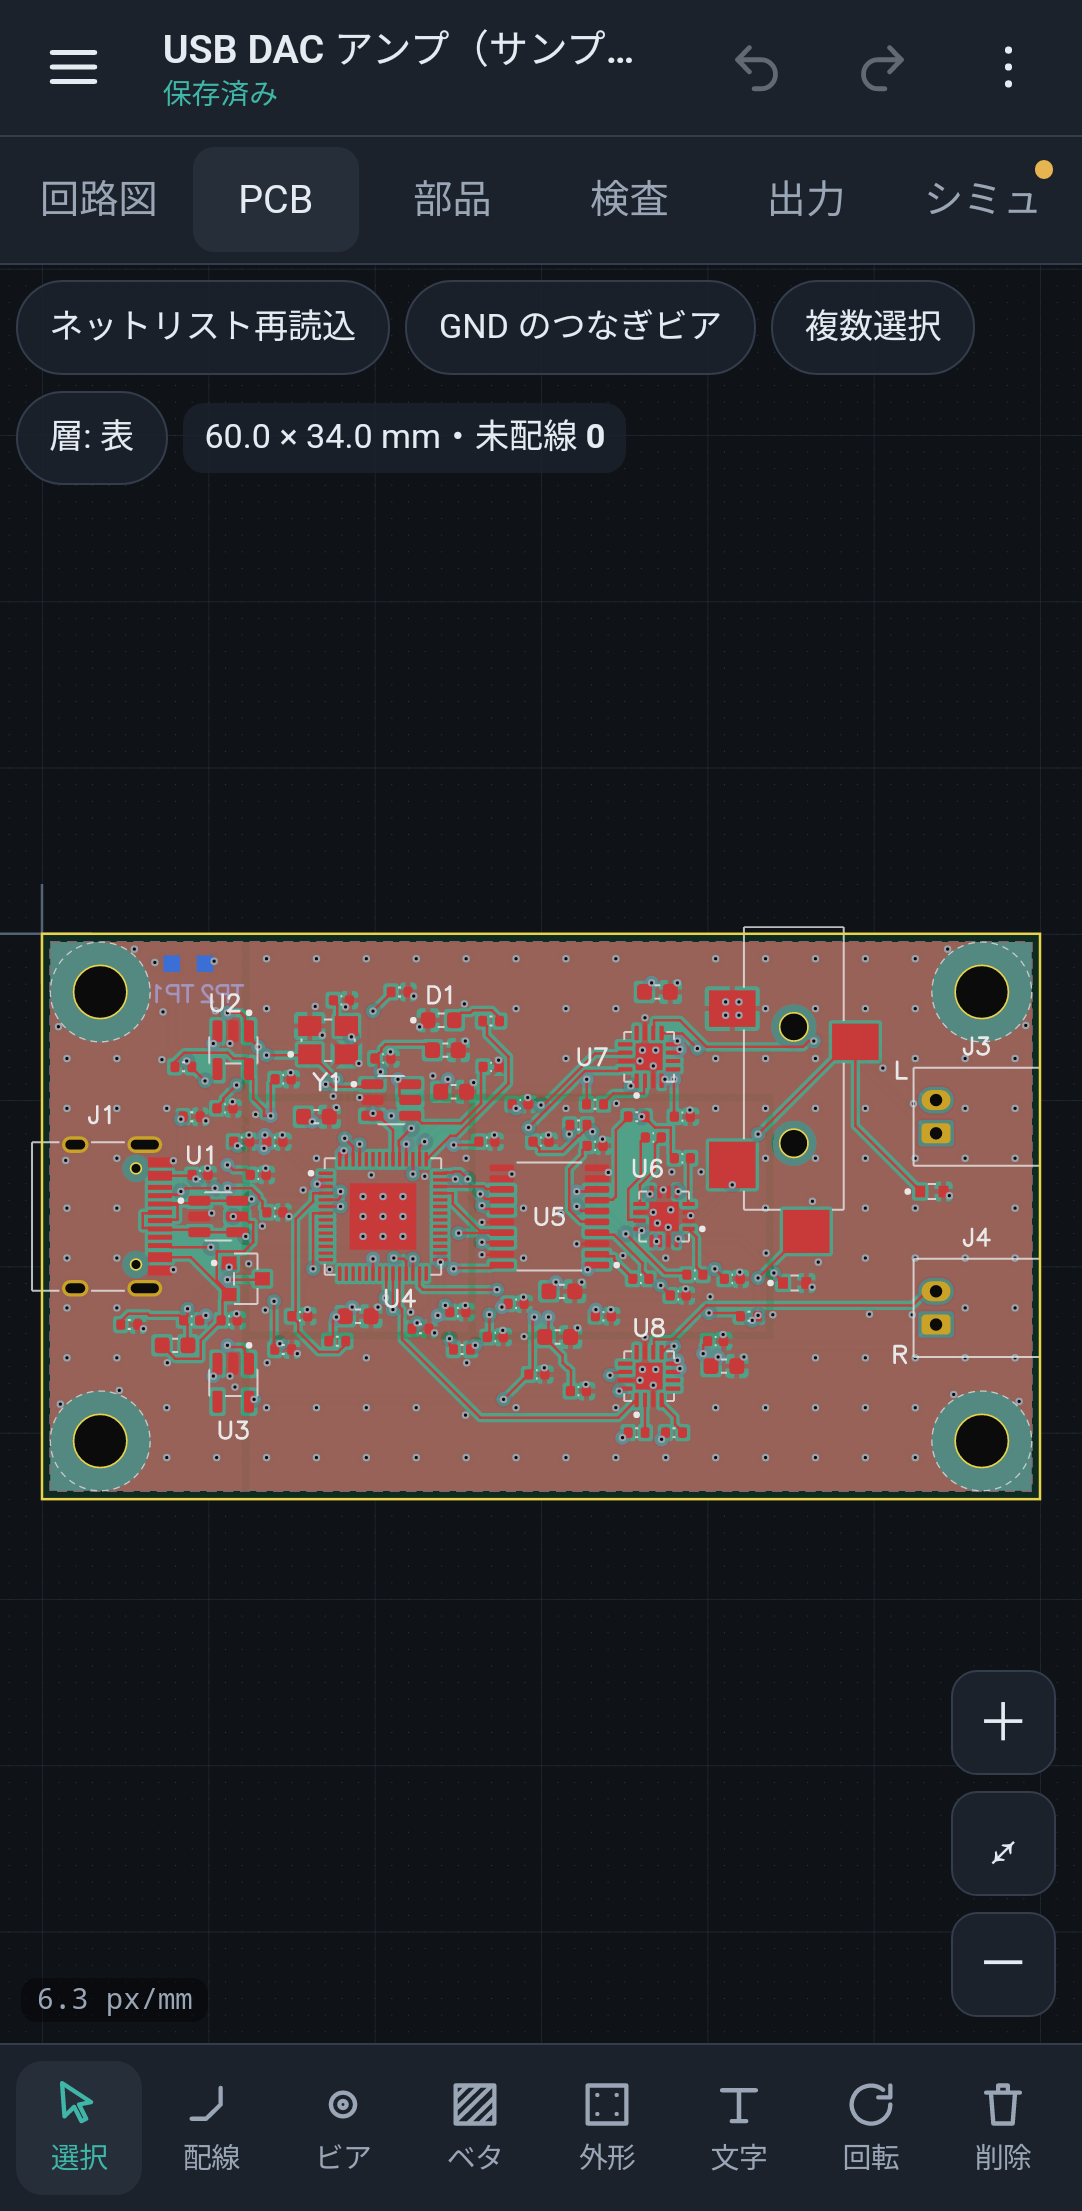 USB DAC アンプ（サンプ…
保存済み
回路図 PCB 部品 検査 出力 シミュ
ネットリスト再読込 GND のつなぎビア 複数選択
層: 表 60.0 × 34.0 mm・未配線 0
TP2 TP1
U2
D1
U7
J3
Y1
L
J1
U1
U6
U5
J4
U4
U8
R
U3
6.3 px/mm
選択 配線 ビア ベタ 外形 文字 回転 削除